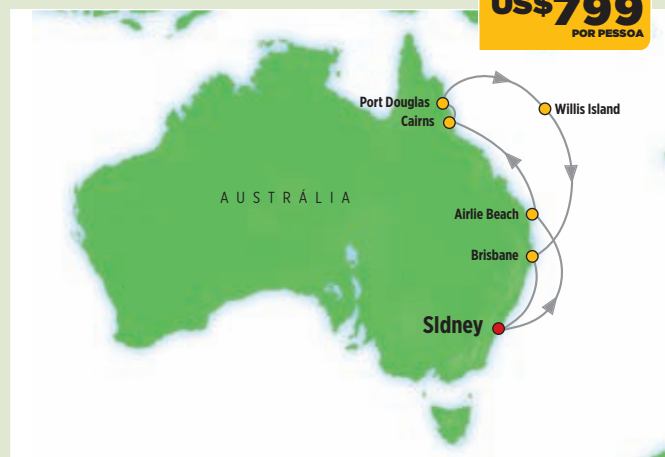 US$799
POR PESSOA
Port Douglas
Willis Island
Cairns
AUSTRÁLIA
Airlie Beach
Brisbane
SIdney